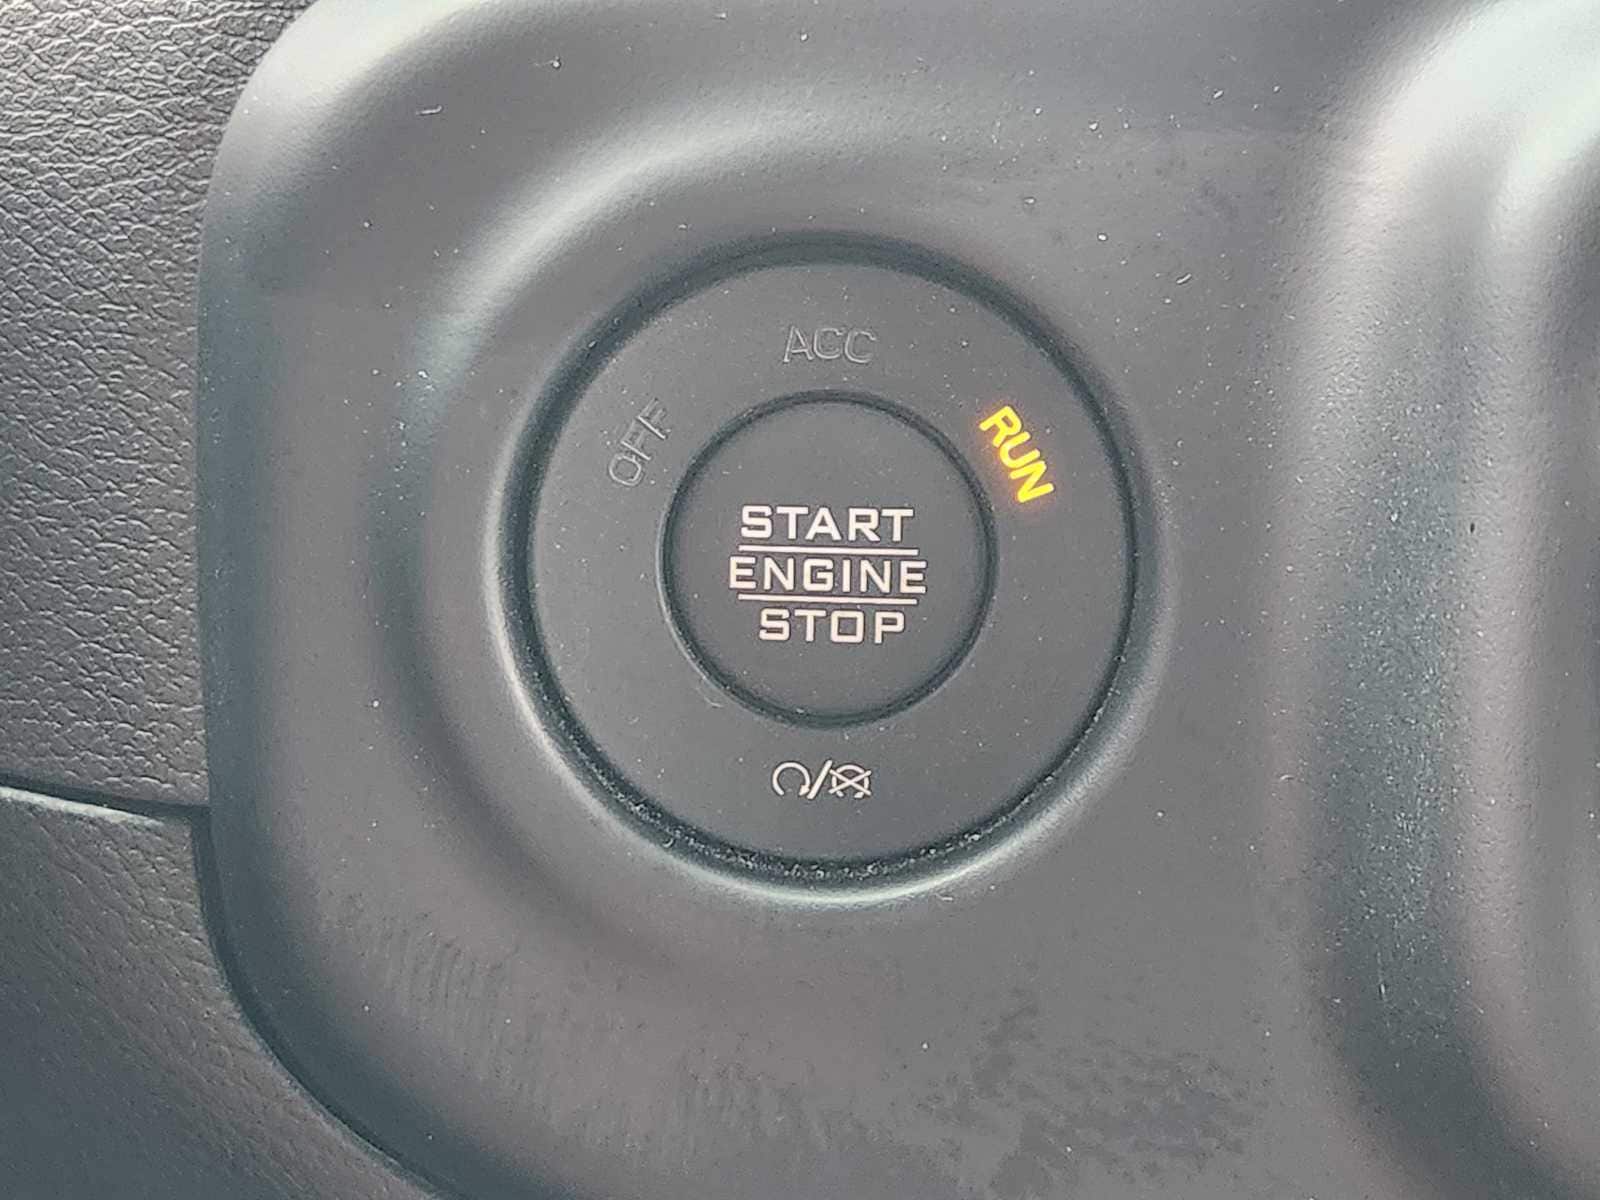 ACC
OFF
RUN
START
ENGINE
STOP